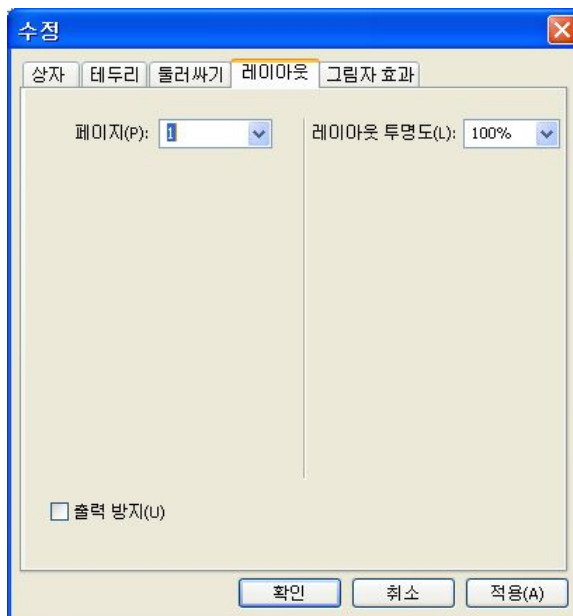 수정
상자 테두리 둘러싸기 레이아웃 그림자 효과
페이지(P): 1 레이아웃 투명도(L): 100%
출력 방지(U)
확인 취소 적용(A)